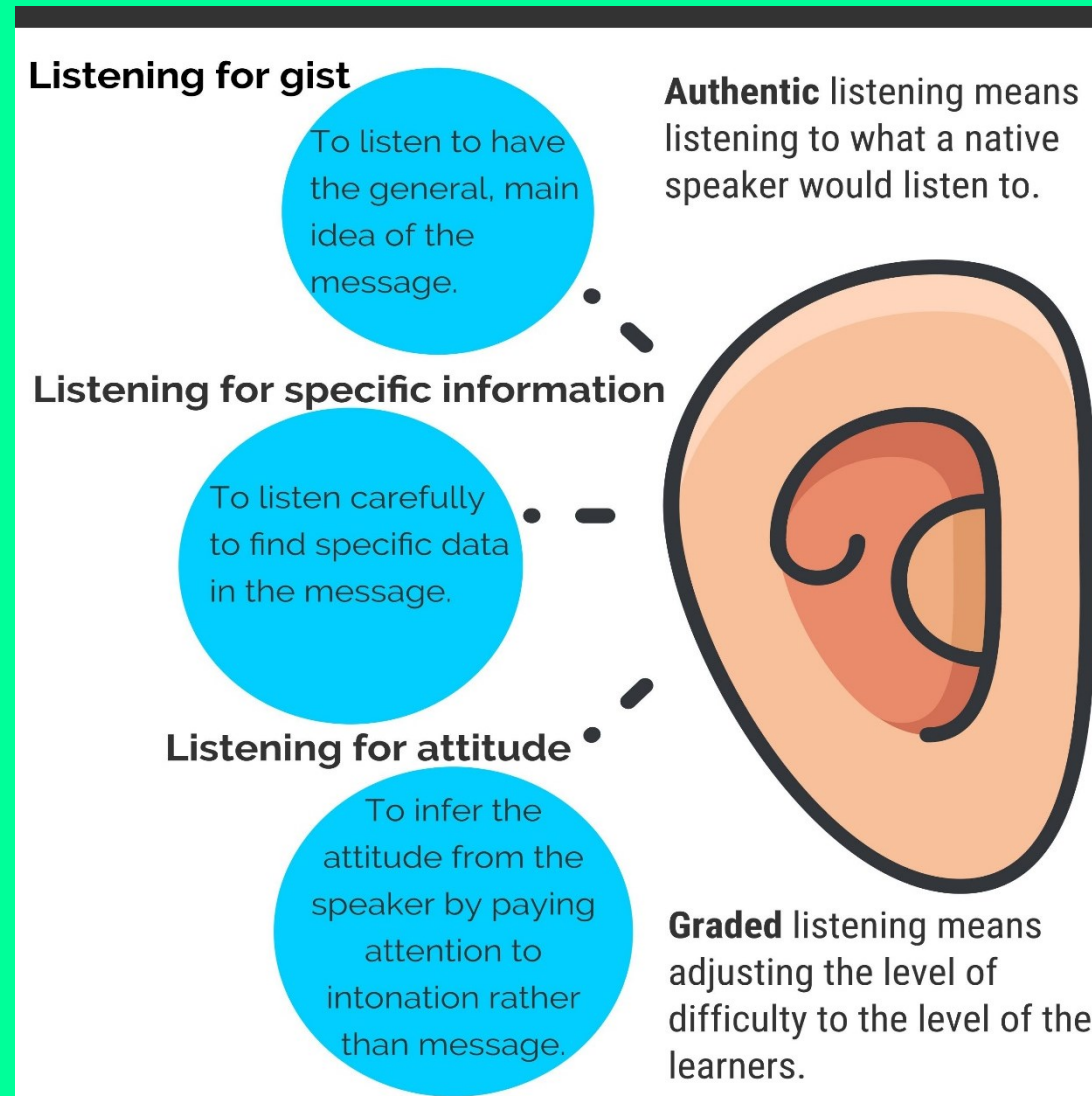 Listening for gist
To listen to have
the general, main
idea of the
message.
Authentic listening means
listening to what a native
speaker would listen to.
Listening for specific information
To listen carefully
to find specific data
in the message.
Listening for attitude
To infer the
attitude from the
speaker by paying
attention to
intonation rather
than message.
Graded listening means
adjusting the level of
difficulty to the level of the
learners.